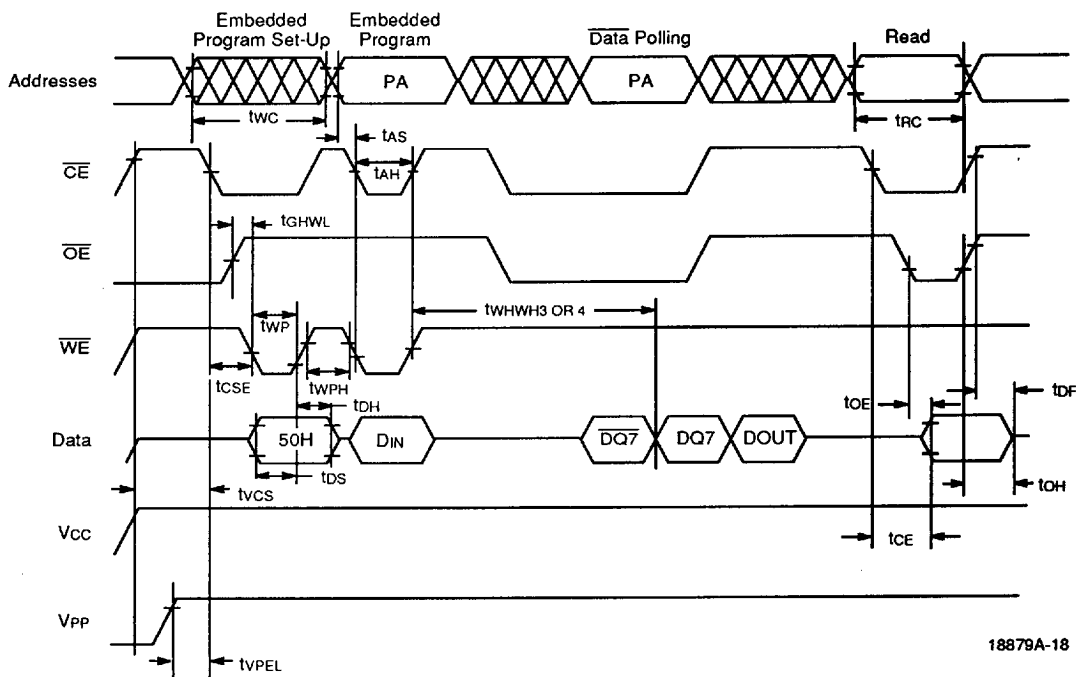 Embedded
Program Set-Up
Embedded
Program
Data Polling
Read
Addresses
PA
PA
tWC
tAS
tRC
CE
tAH
tGHWL
OE
tWHWH3 OR 4
tWP
WE
tCSE
tWPH
tDH
tOE
tDF
Data
50H
DIN
DQ7
DQ7
DOUT
tDS
tVCS
tOH
VCC
tCE
VPP
tVPEL
18879A-18